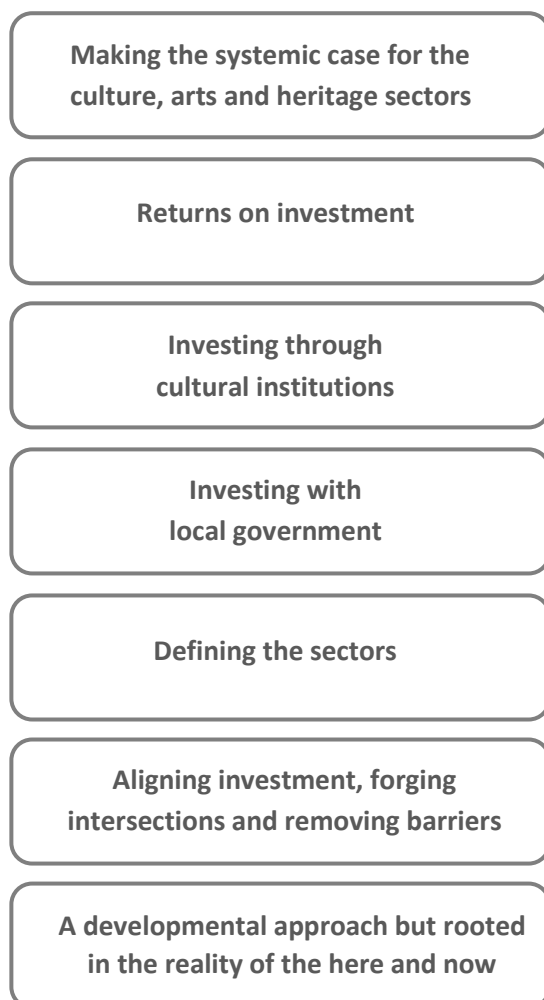 Making the systemic case for the
culture, arts and heritage sectors
Returns on investment
Investing through
cultural institutions
Investing with
local government
Defining the sectors
Aligning investment, forging
intersections and removing barriers
A developmental approach but rooted
in the reality of the here and now